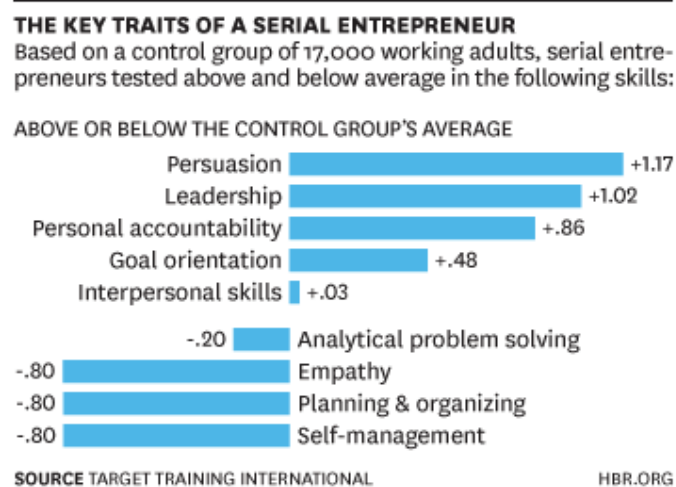 THE KEY TRAITS OF A SERIAL ENTREPRENEUR
Based on a control group of 17,000 working adults, serial entre-
preneurs tested above and below average in the following skills:
ABOVE OR BELOW THE CONTROL GROUP'S AVERAGE
Persuasion +1.17
Leadership +1.02
Personal accountability +.86
Goal orientation +.48
Interpersonal skills +.03
-.20 Analytical problem solving
-.80 Empathy
-.80 Planning & organizing
-.80 Self-management
SOURCE TARGET TRAINING INTERNATIONAL HBR.ORG